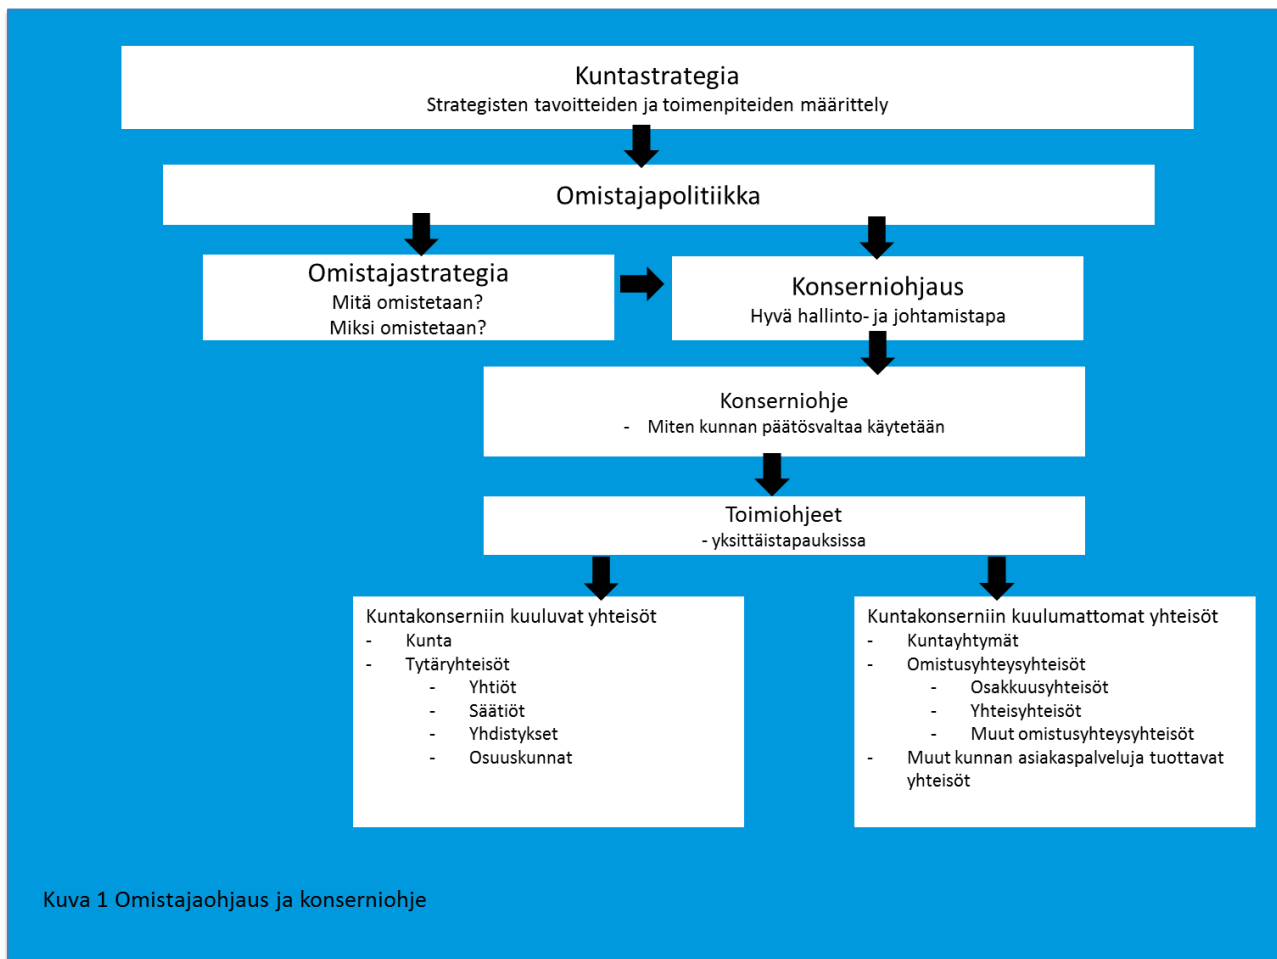 Kuntastrategia
Strategisten tavoitteiden ja toimenpiteiden määrittely
Omistajapolitiikka
Omistajastrategia
Mitä omistetaan?
Miksi omistetaan?
Konserniohjaus
Hyvä hallinto- ja johtamistapa
Konserniohje
- Miten kunnan päätösvaltaa käytetään
Toimiohjeet
- yksittäistapauksissa
Kuntakonserniin kuuluvat yhteisöt
- Kunta
- Tytäryhteisöt
- Yhtiöt
- Säätiöt
- Yhdistykset
- Osuuskunnat
Kuntakonserniin kuulumattomat yhteisöt
- Kuntayhtymät
- Omistusyhteysyhteisöt
- Osakkuusyhteisöt
- Yhteisyhteisöt
- Muut omistusyhteysyhteisöt
- Muut kunnan asiakaspalveluja tuottavat
yhteisöt
Kuva 1 Omistajaohjaus ja konserniohje